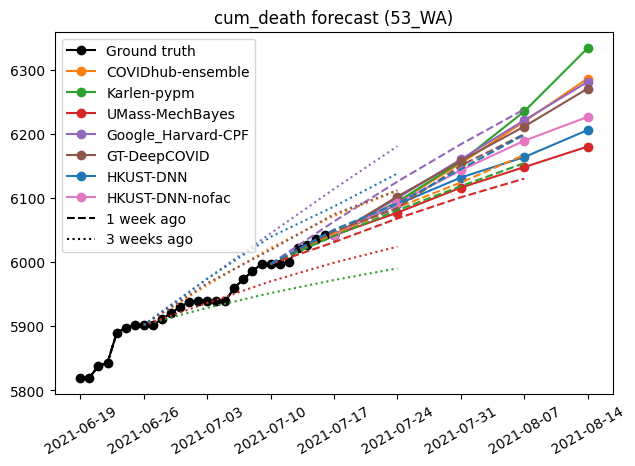 cum_death forecast (53_WA)
Ground truth
COVIDhub-ensemble
Karlen-pypm
UMass-MechBayes
Google_Harvard-CPF
GT-DeepCOVID
HKUST-DNN
HKUST-DNN-nofac
1 week ago
3 weeks ago
6300
6200
6100
6000
5900
5800
2021-06-19
2021-06-26
2021-07-03
2021-07-10
2021-07-17
2021-07-24
2021-07-31
2021-08-07
2021-08-14